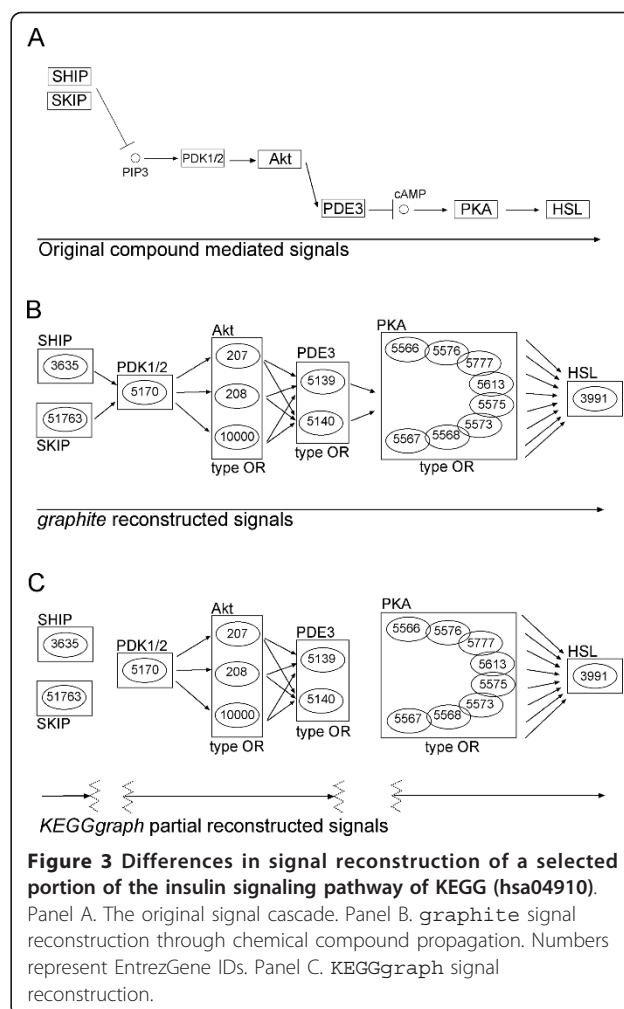 A
SHIP
SKIP
PIP3
PDK1/2
Akt
PDE3
cAMP
PKA
HSL
Original compound mediated signals
B
SHIP
3635
51763
SKIP
PDK1/2
5170
Akt
207
208
10000
type OR
PDE3
5139
5140
type OR
PKA
5566
5576
5777
5613
5575
5573
5568
5567
type OR
HSL
3991
graphite reconstructed signals
C
SHIP
3635
51763
SKIP
PDK1/2
5170
Akt
207
208
10000
type OR
PDE3
5139
5140
type OR
PKA
5566
5576
5777
5613
5575
5573
5568
5567
type OR
HSL
3991
KEGGgraph partial reconstructed signals
Figure 3 Differences in signal reconstruction of a selected
portion of the insulin signaling pathway of KEGG (hsa04910).
Panel A. The original signal cascade. Panel B. graphite signal
reconstruction through chemical compound propagation. Numbers
represent EntrezGene IDs. Panel C. KEGGgraph signal
reconstruction.